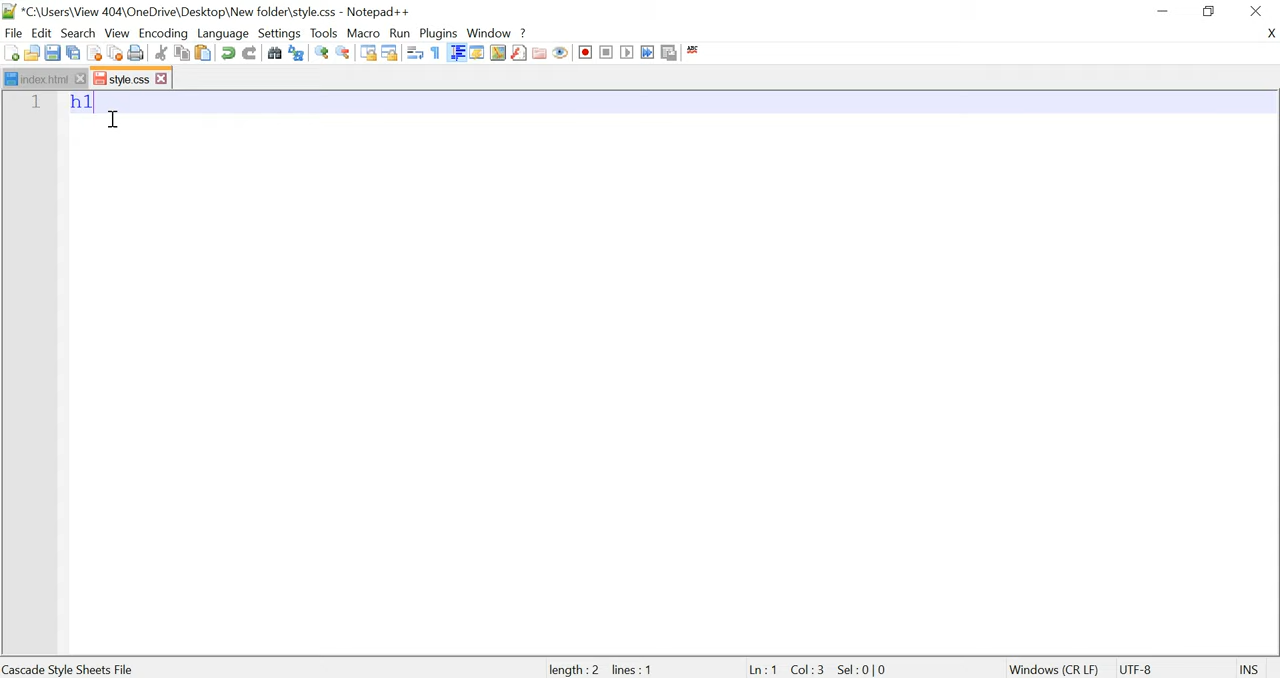 *C:\Users\View 404\OneDrive\Desktop\New folder\style.css - Notepad++
File Edit Search View Encoding Language Settings Tools Macro Run Plugins Window ? X
ABC
index.html style.css
1 h1
Cascade Style Sheets File length : 2 lines : 1 Ln : 1 Col : 3 Sel : 0 | 0 Windows (CR LF) UTF-8 INS